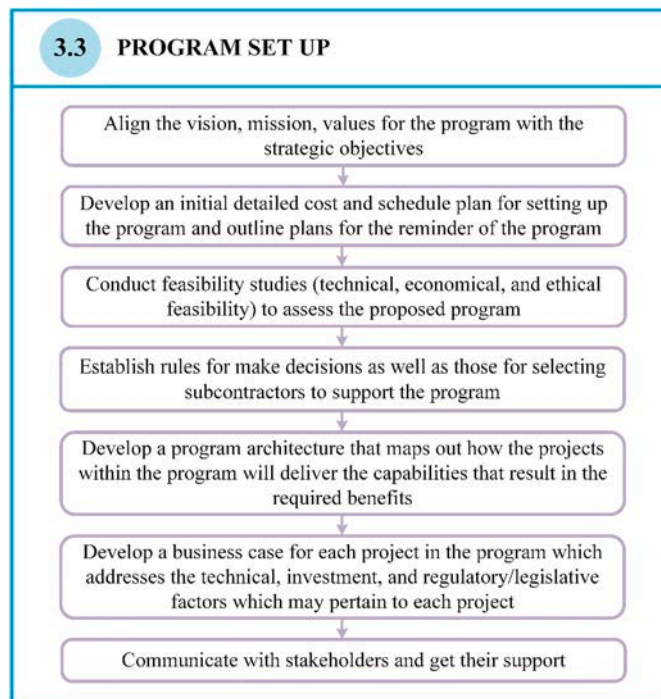 3.3 PROGRAM SET UP
Align the vision, mission, values for the program with the
strategic objectives
Develop an initial detailed cost and schedule plan for setting up
the program and outline plans for the reminder of the program
Conduct feasibility studies (technical, economical, and ethical
feasibility) to assess the proposed program
Establish rules for make decisions as well as those for selecting
subcontractors to support the program
Develop a program architecture that maps out how the projects
within the program will deliver the capabilities that result in the
required benefits
Develop a business case for each project in the program which
addresses the technical, investment, and regulatory/legislative
factors which may pertain to each project
Communicate with stakeholders and get their support